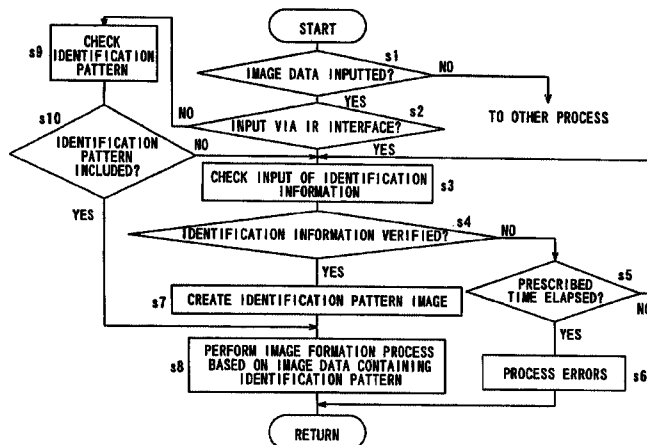 START
s1
IMAGE DATA INPUTTED?
NO
YES
TO OTHER PROCESS
s2
INPUT VIA IR INTERFACE?
NO
YES
s9
CHECK
IDENTIFICATION
PATTERN
s10
IDENTIFICATION
PATTERN
INCLUDED?
NO
YES
CHECK INPUT OF IDENTIFICATION
INFORMATION
s3
s4
IDENTIFICATION INFORMATION VERIFIED?
NO
YES
s5
PRESCRIBED
TIME ELAPSED?
NO
YES
s7
CREATE IDENTIFICATION PATTERN IMAGE
s8
PERFORM IMAGE FORMATION PROCESS
BASED ON IMAGE DATA CONTAINING
IDENTIFICATION PATTERN
PROCESS ERRORS
s6
RETURN